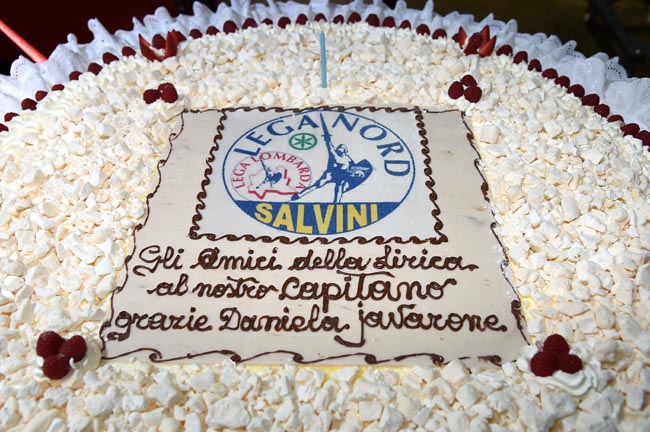 LEGA NORD
LEGA LOMBARDA
SALVINI
Gli Amici della Lirica
al nostro Capitano
grazie Daniela javarone